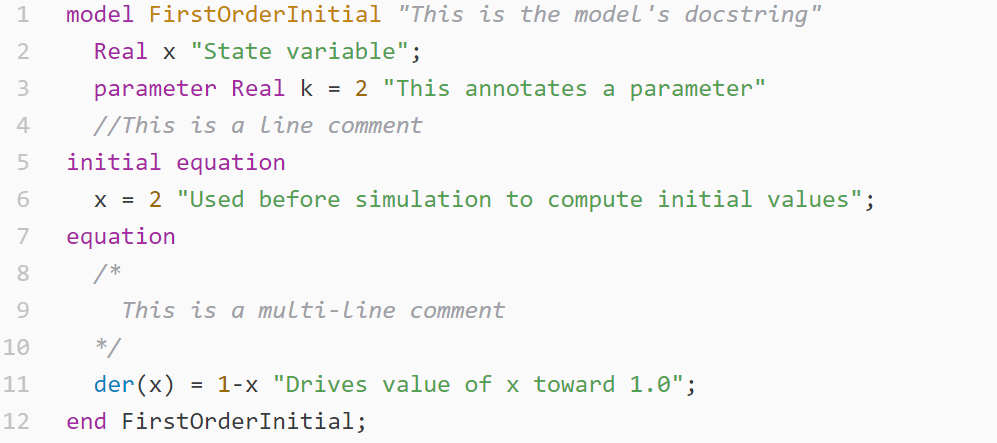 1 model FirstOrderInitial "This is the model's docstring"
2 Real x "State variable";
3 parameter Real k = 2 "This annotates a parameter"
4 //This is a line comment
5 initial equation
6 x = 2 "Used before simulation to compute initial values";
7 equation
8 /*
9 This is a multi-line comment
10 */
11 der(x) = 1-x "Drives value of x toward 1.0";
12 end FirstOrderInitial;